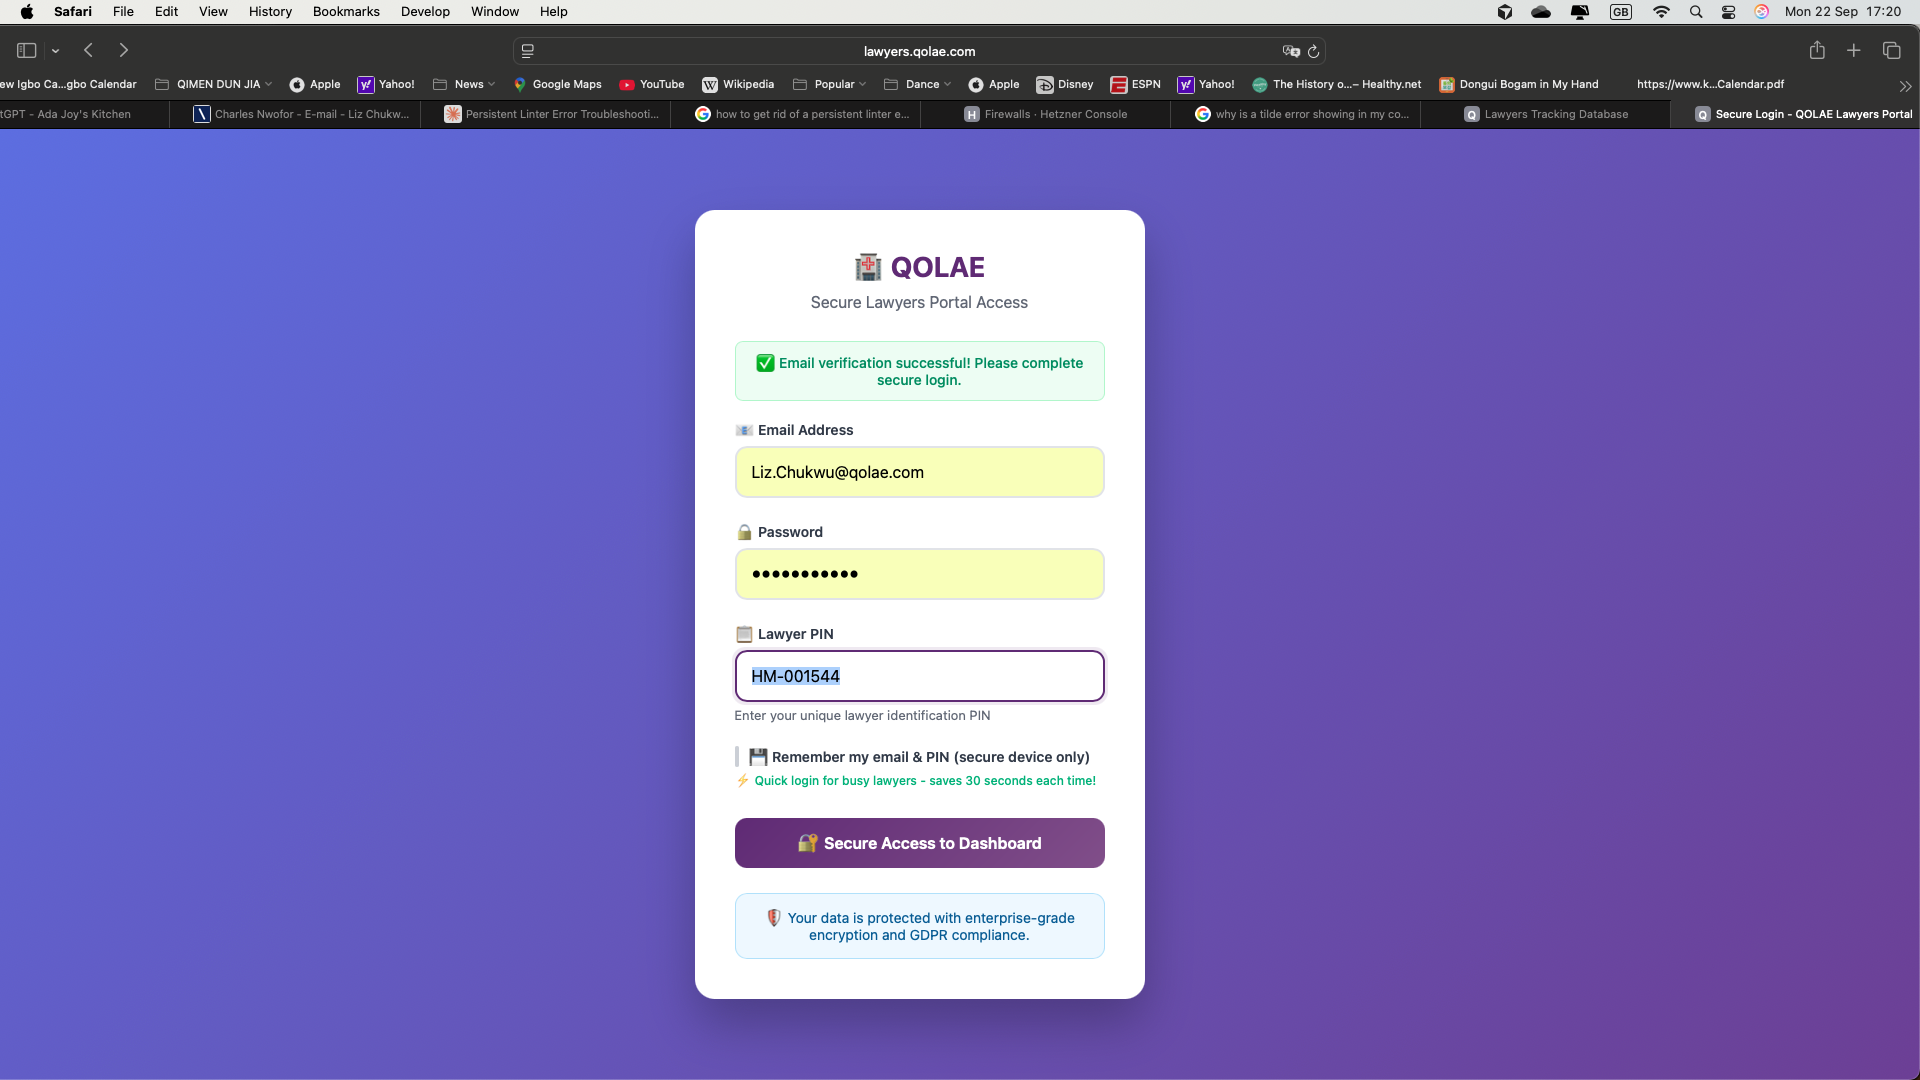 Safari File Edit View History Bookmarks Develop Window Help GB Mon 22 Sep 17:20
lawyers.qolae.com
ew Igbo Ca...gbo Calendar QIMEN DUN JIA Apple Yahoo! News Google Maps YouTube Wikipedia Popular Dance Apple Disney ESPN Yahoo! The History o...– Healthy.net Dongui Bogam in My Hand https://www.k...Calendar.pdf
tGPT - Ada Joy's Kitchen Charles Nwofor - E-mail - Liz Chukw... Persistent Linter Error Troubleshooti... how to get rid of a persistent linter e... H Firewalls · Hetzner Console why is a tilde error showing in my co... Q Lawyers Tracking Database Q Secure Login - QOLAE Lawyers Portal
QOLAE
Secure Lawyers Portal Access
✅ Email verification successful! Please complete
secure login.
📧 Email Address
Liz.Chukwu@qolae.com
🔒 Password
•••••••••••
📋 Lawyer PIN
HM-001544
Enter your unique lawyer identification PIN
💾 Remember my email & PIN (secure device only)
⚡ Quick login for busy lawyers - saves 30 seconds each time!
🔐 Secure Access to Dashboard
Your data is protected with enterprise-grade
encryption and GDPR compliance.